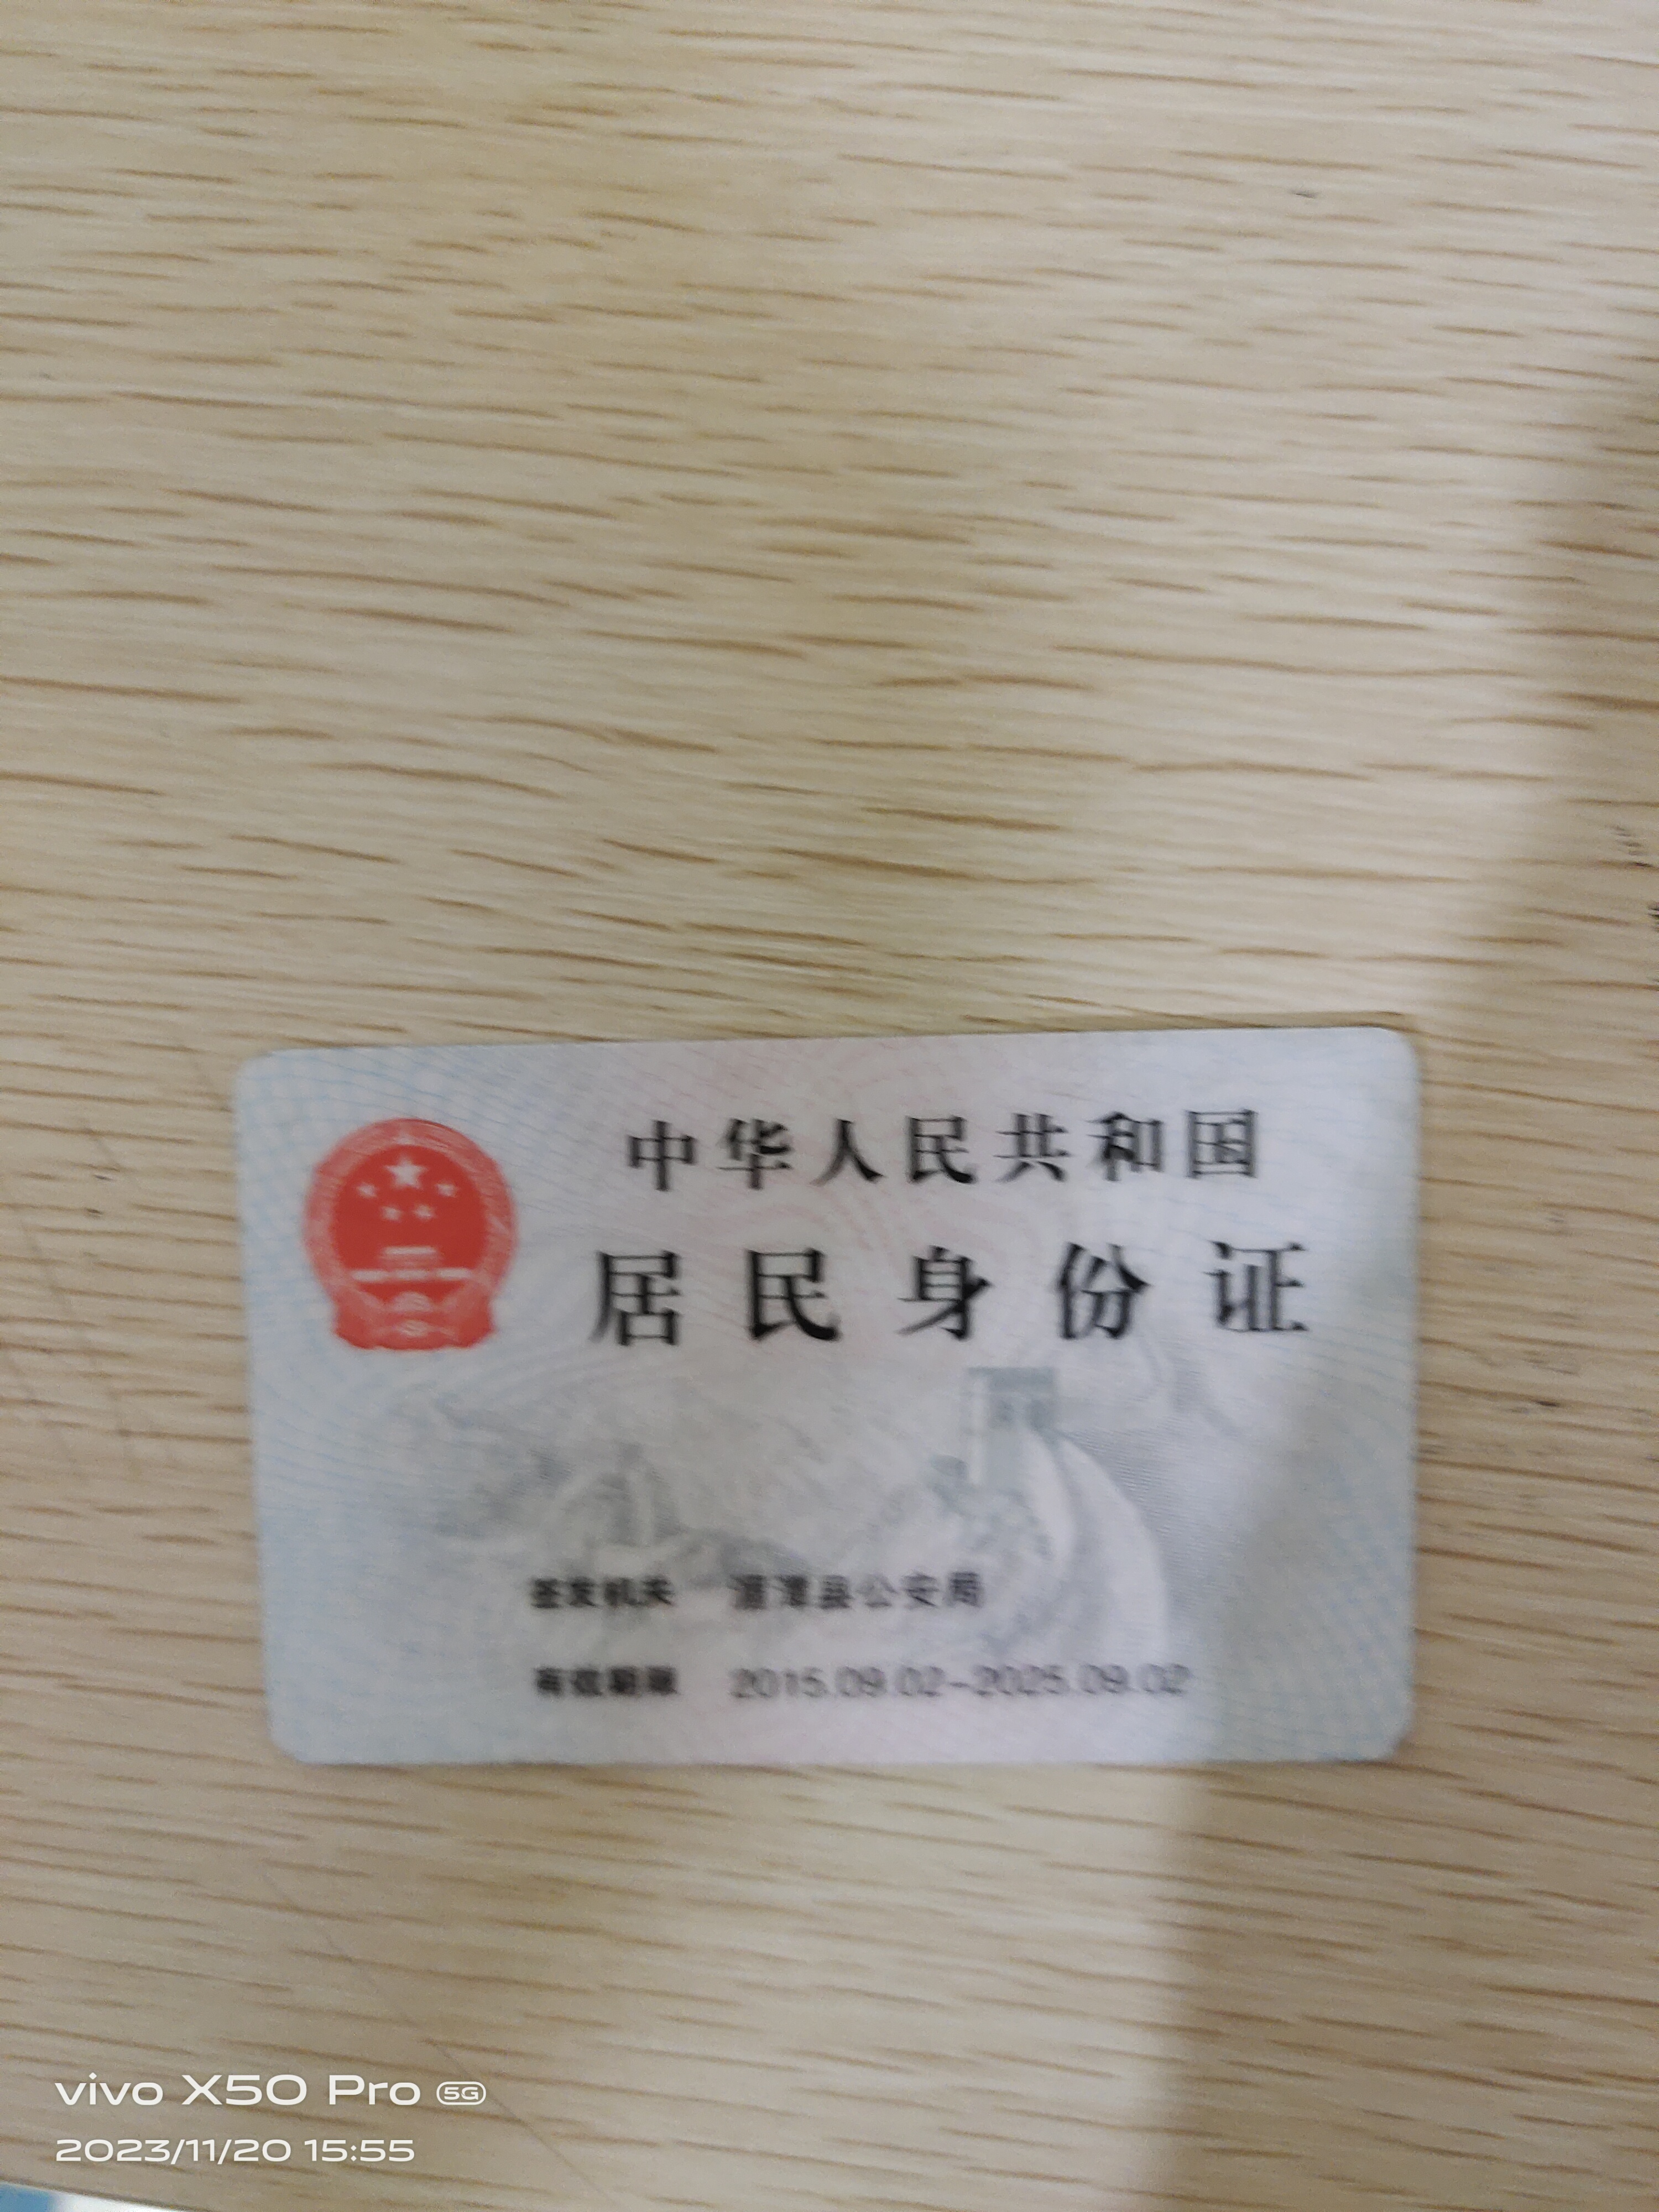 中华人民共和国
居民身份证
签发机关 湄潭县公安局
有效期限 2015.09.02-2025.09.02
vivo X50 Pro 5G
2023/11/20 15:55